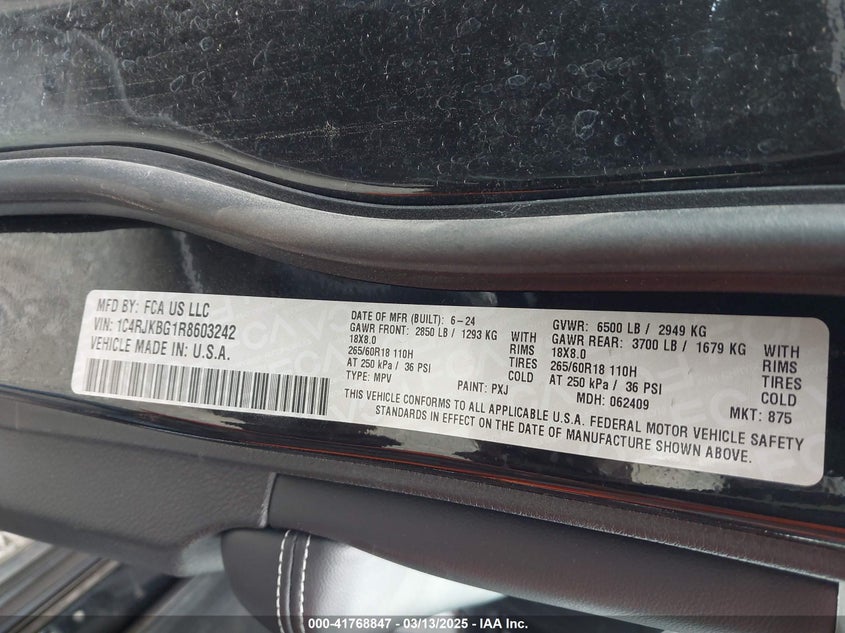 MFD BY: FCA US LLC
VIN: 1C4RJKBG1R8603242
VEHICLE MADE IN: U.S.A.
DATE OF MFR (BUILT): 6-24
GAWR FRONT: 2850 LB / 1293 KG WITH
18X8.0 RIMS
265/60R18 110H TIRES
AT 250 kPa / 36 PSI COLD
TYPE: MPV PAINT: PXJ
GVWR: 6500 LB / 2949 KG
GAWR REAR: 3700 LB / 1679 KG WITH
18X8.0 RIMS
265/60R18 110H TIRES
AT 250 kPa / 36 PSI COLD
MDH: 062409 MKT: 875
THIS VEHICLE CONFORMS TO ALL APPLICABLE U.S.A. FEDERAL MOTOR VEHICLE SAFETY
STANDARDS IN EFFECT ON THE DATE OF MANUFACTURE SHOWN ABOVE.
000-41768847 - 03/13/2025 - IAA Inc.